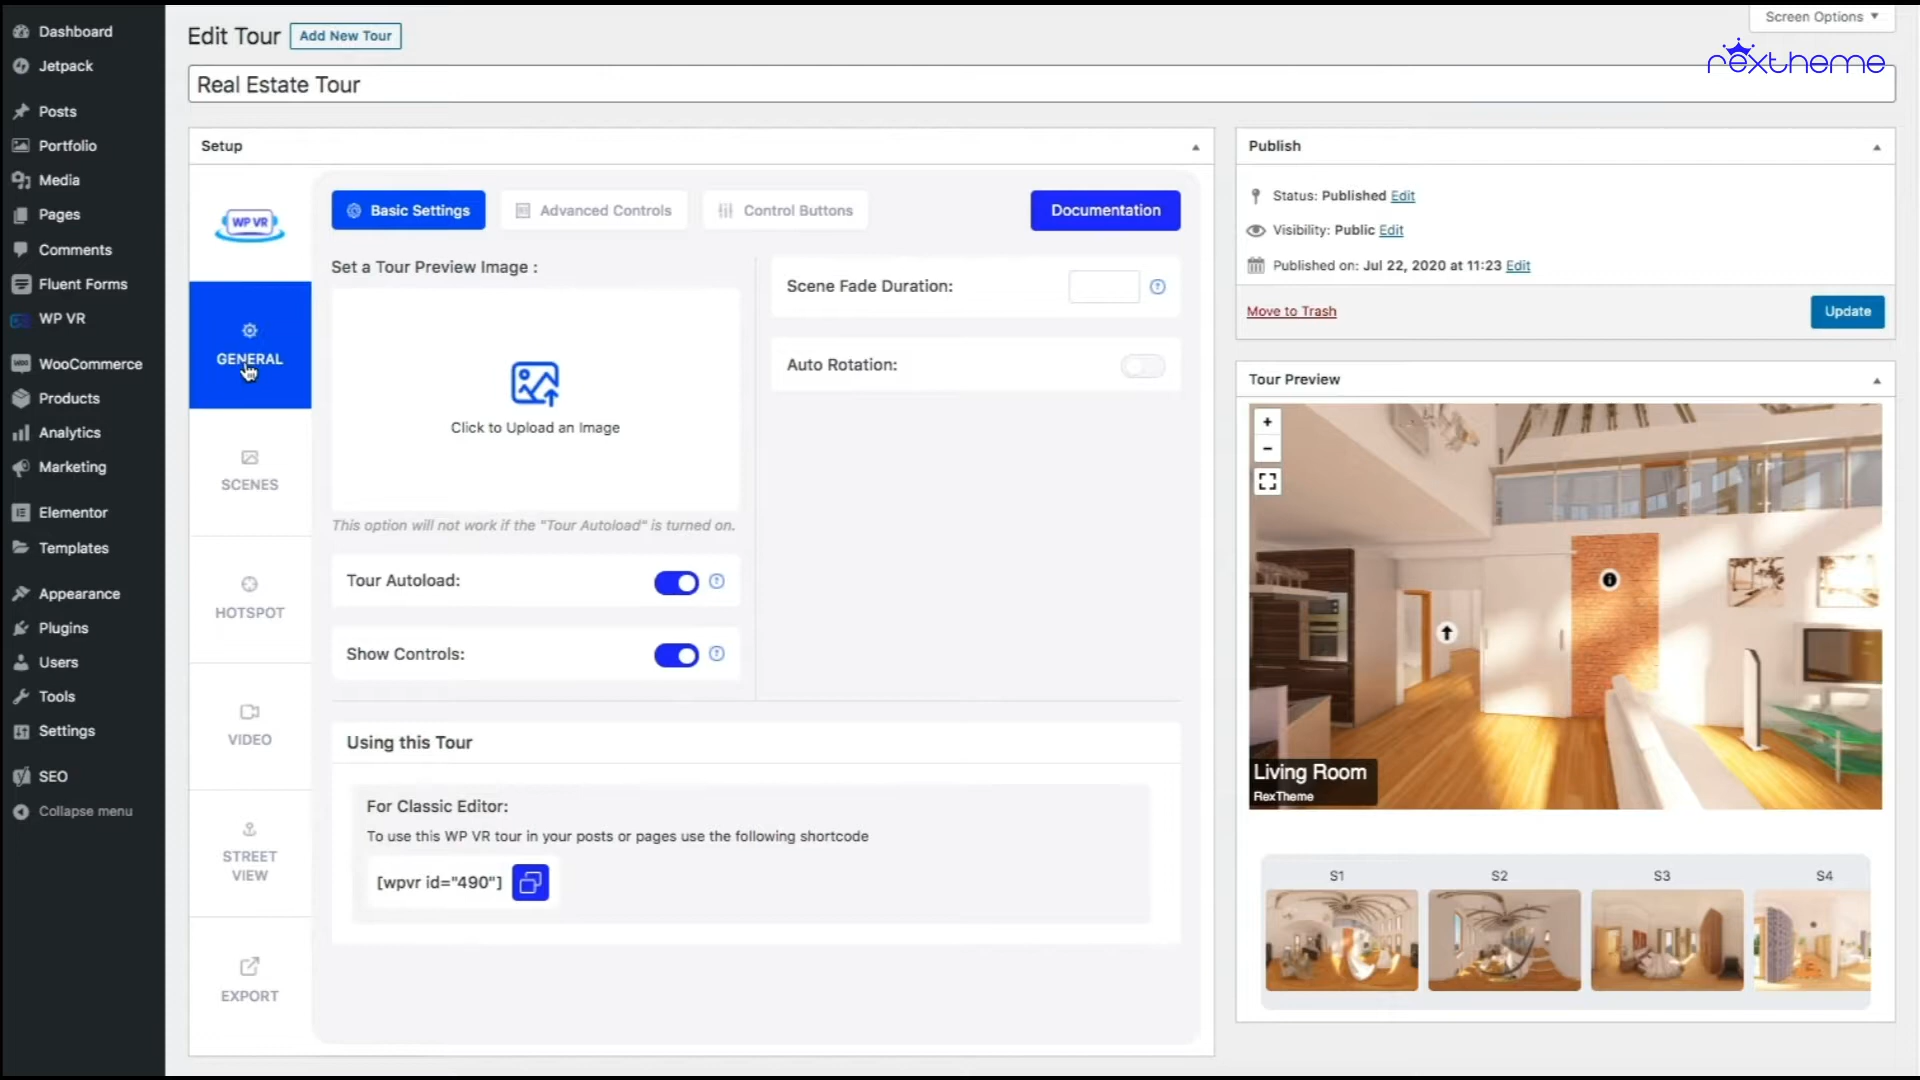 Dashboard
Jetpack
Posts
Portfolio
Media
Pages
Comments
Fluent Forms
WP VR
WooCommerce
Products
Analytics
Marketing
Elementor
Templates
Appearance
Plugins
Users
Tools
Settings
SEO
Collapse menu
Screen Options
rextheme
Edit Tour
Add New Tour
Real Estate Tour
Setup
WP VR
GENERAL
SCENES
HOTSPOT
VIDEO
STREET
VIEW
EXPORT
Basic Settings
Advanced Controls
Control Buttons
Documentation
Set a Tour Preview Image :
Click to Upload an Image
This option will not work if the "Tour Autoload" is turned on.
Tour Autoload:
Show Controls:
Scene Fade Duration:
Auto Rotation:
Using this Tour
For Classic Editor:
To use this WP VR tour in your posts or pages use the following shortcode
[wpvr id="490"]
Publish
Status: Published Edit
Visibility: Public Edit
Published on: Jul 22, 2020 at 11:23 Edit
Move to Trash
Update
Tour Preview
+
−
Living Room
RexTheme
S1
S2
S3
S4